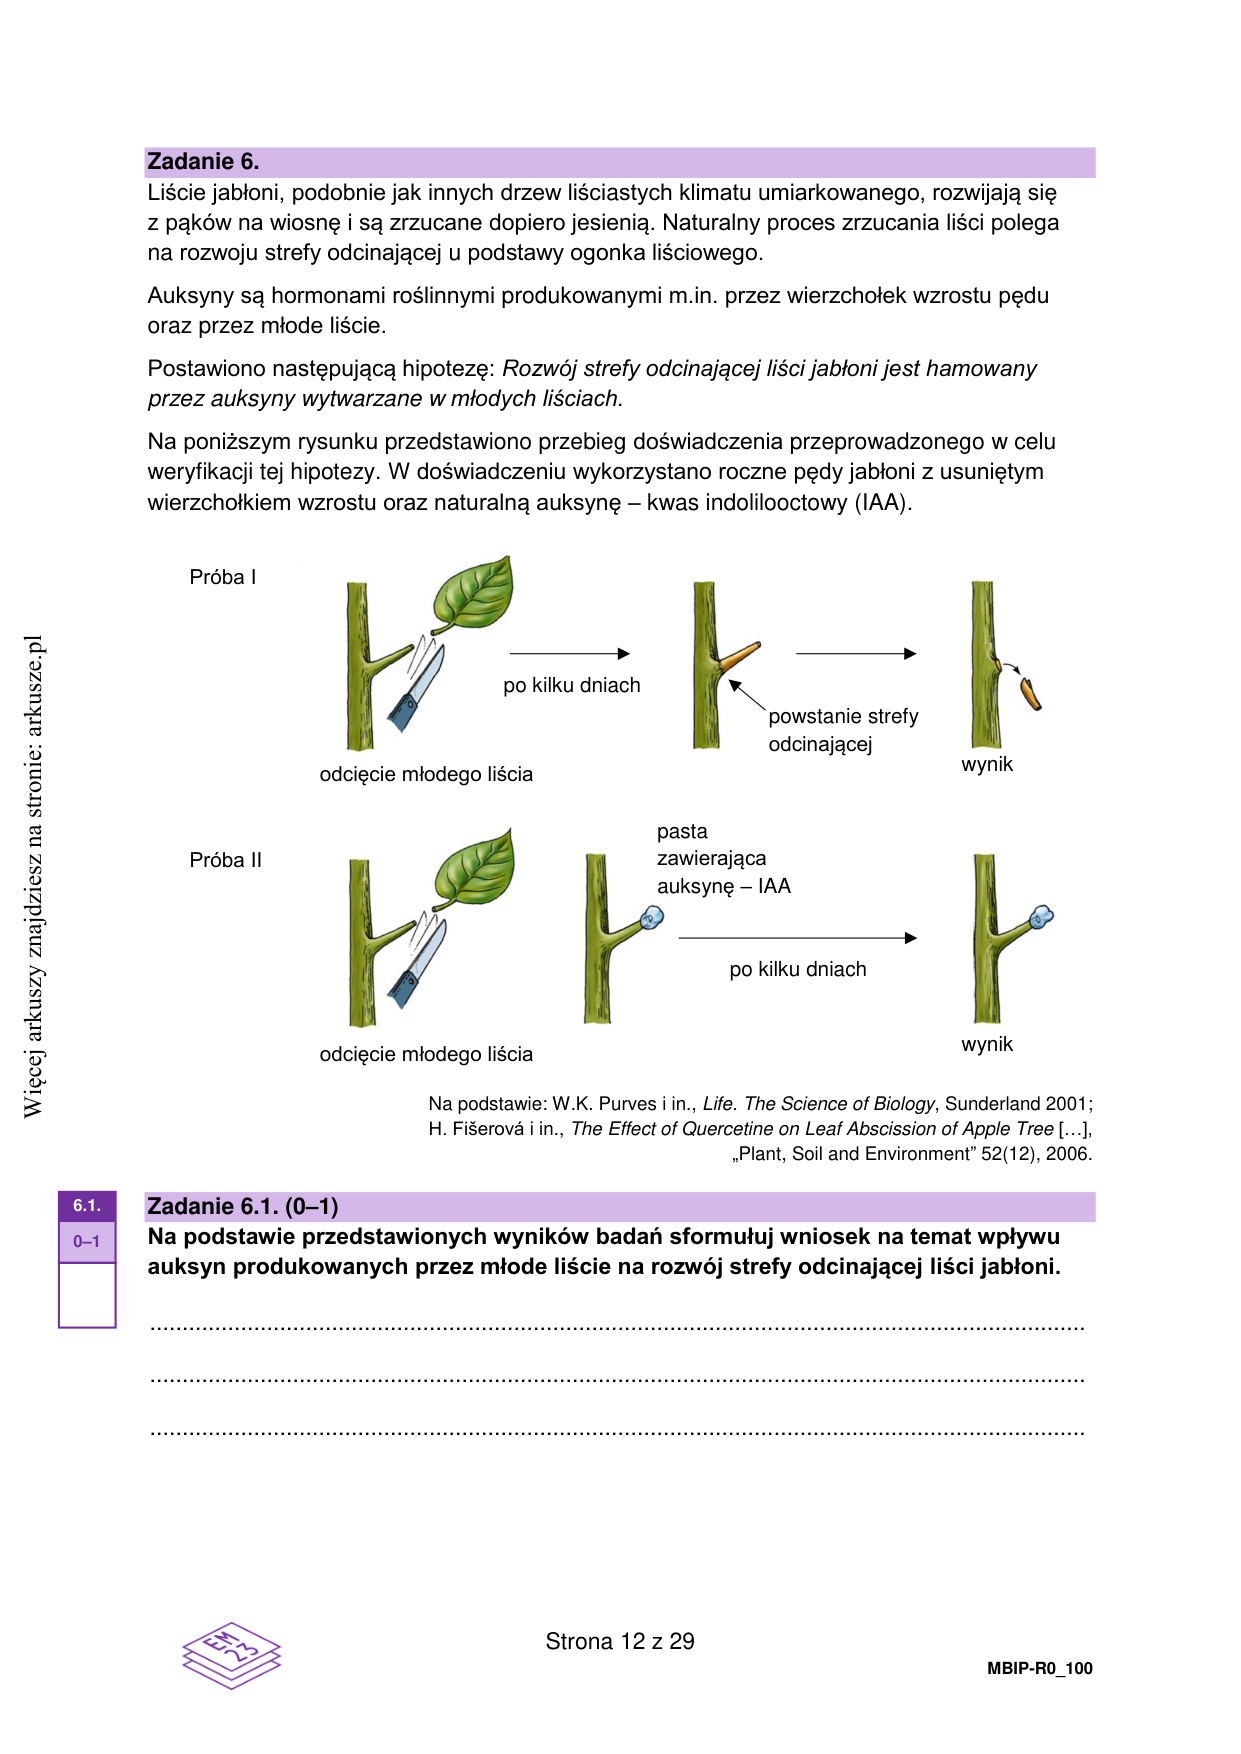 Zadanie 6.
Liście jabłoni, podobnie jak innych drzew liściastych klimatu umiarkowanego, rozwijają się
z pąków na wiosnę i są zrzucane dopiero jesienią. Naturalny proces zrzucania liści polega
na rozwoju strefy odcinającej u podstawy ogonka liściowego.
Auksyny są hormonami roślinnymi produkowanymi m.in. przez wierzchołek wzrostu pędu
oraz przez młode liście.
Postawiono następującą hipotezę: Rozwój strefy odcinającej liści jabłoni jest hamowany
przez auksyny wytwarzane w młodych liściach.
Na poniższym rysunku przedstawiono przebieg doświadczenia przeprowadzonego w celu
weryfikacji tej hipotezy. W doświadczeniu wykorzystano roczne pędy jabłoni z usuniętym
wierzchołkiem wzrostu oraz naturalną auksynę – kwas indolilooctowy (IAA).
Próba I
po kilku dniach
powstanie strefy
odcinającej
odcięcie młodego liścia
wynik
Próba II
pasta
zawierająca
auksynę – IAA
po kilku dniach
odcięcie młodego liścia
wynik
Na podstawie: W.K. Purves i in., Life. The Science of Biology, Sunderland 2001;
H. Fišerová i in., The Effect of Quercetine on Leaf Abscission of Apple Tree […],
„Plant, Soil and Environment” 52(12), 2006.
6.1.
0–1
Zadanie 6.1. (0–1)
Na podstawie przedstawionych wyników badań sformułuj wniosek na temat wpływu
auksyn produkowanych przez młode liście na rozwój strefy odcinającej liści jabłoni.
Więcej arkuszy znajdziesz na stronie: arkusze.pl
EM
23
Strona 12 z 29
MBIP-R0_100